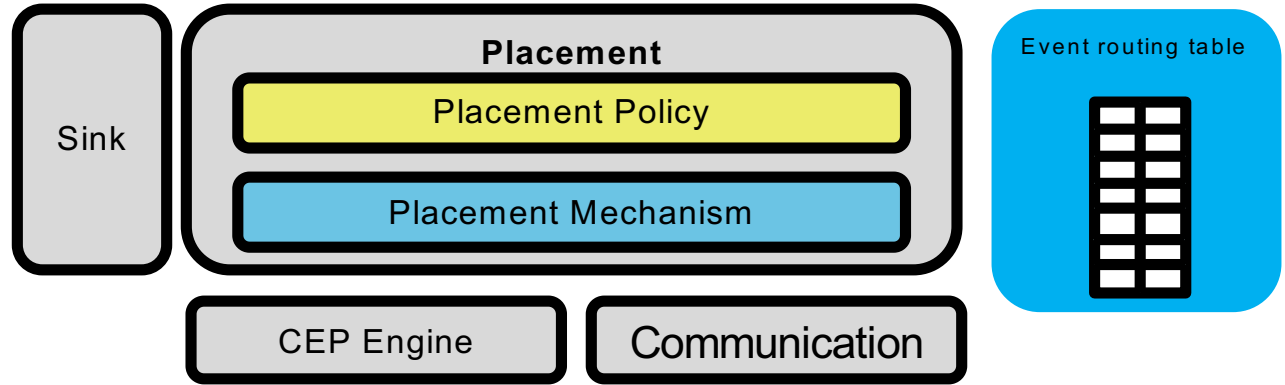 Sink
Placement
Placement Policy
Placement Mechanism
Event routing table
CEP Engine
Communication